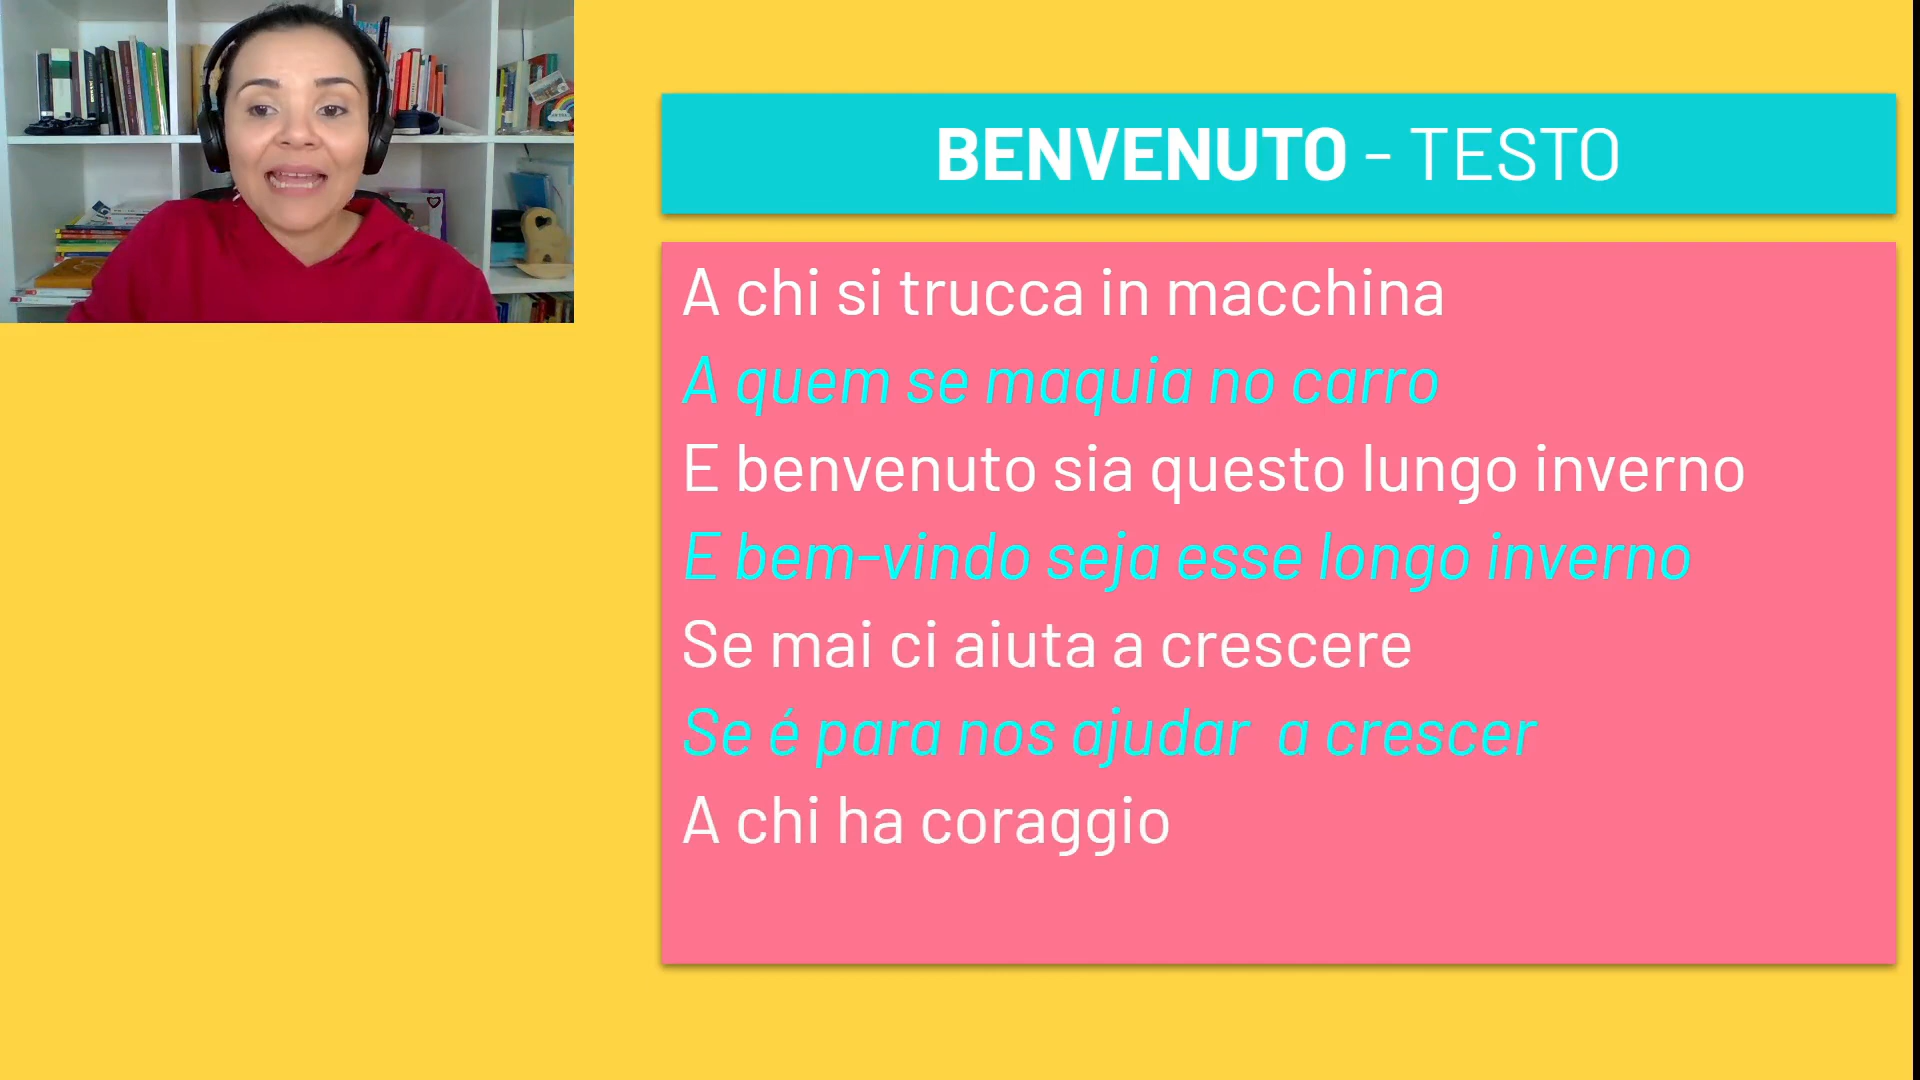 BENVENUTO - TESTO
A chi si trucca in macchina
A quem se maquia no carro
E benvenuto sia questo lungo inverno
E bem-vindo seja esse longo inverno
Se mai ci aiuta a crescere
Se é para nos ajudar  a crescer
A chi ha coraggio